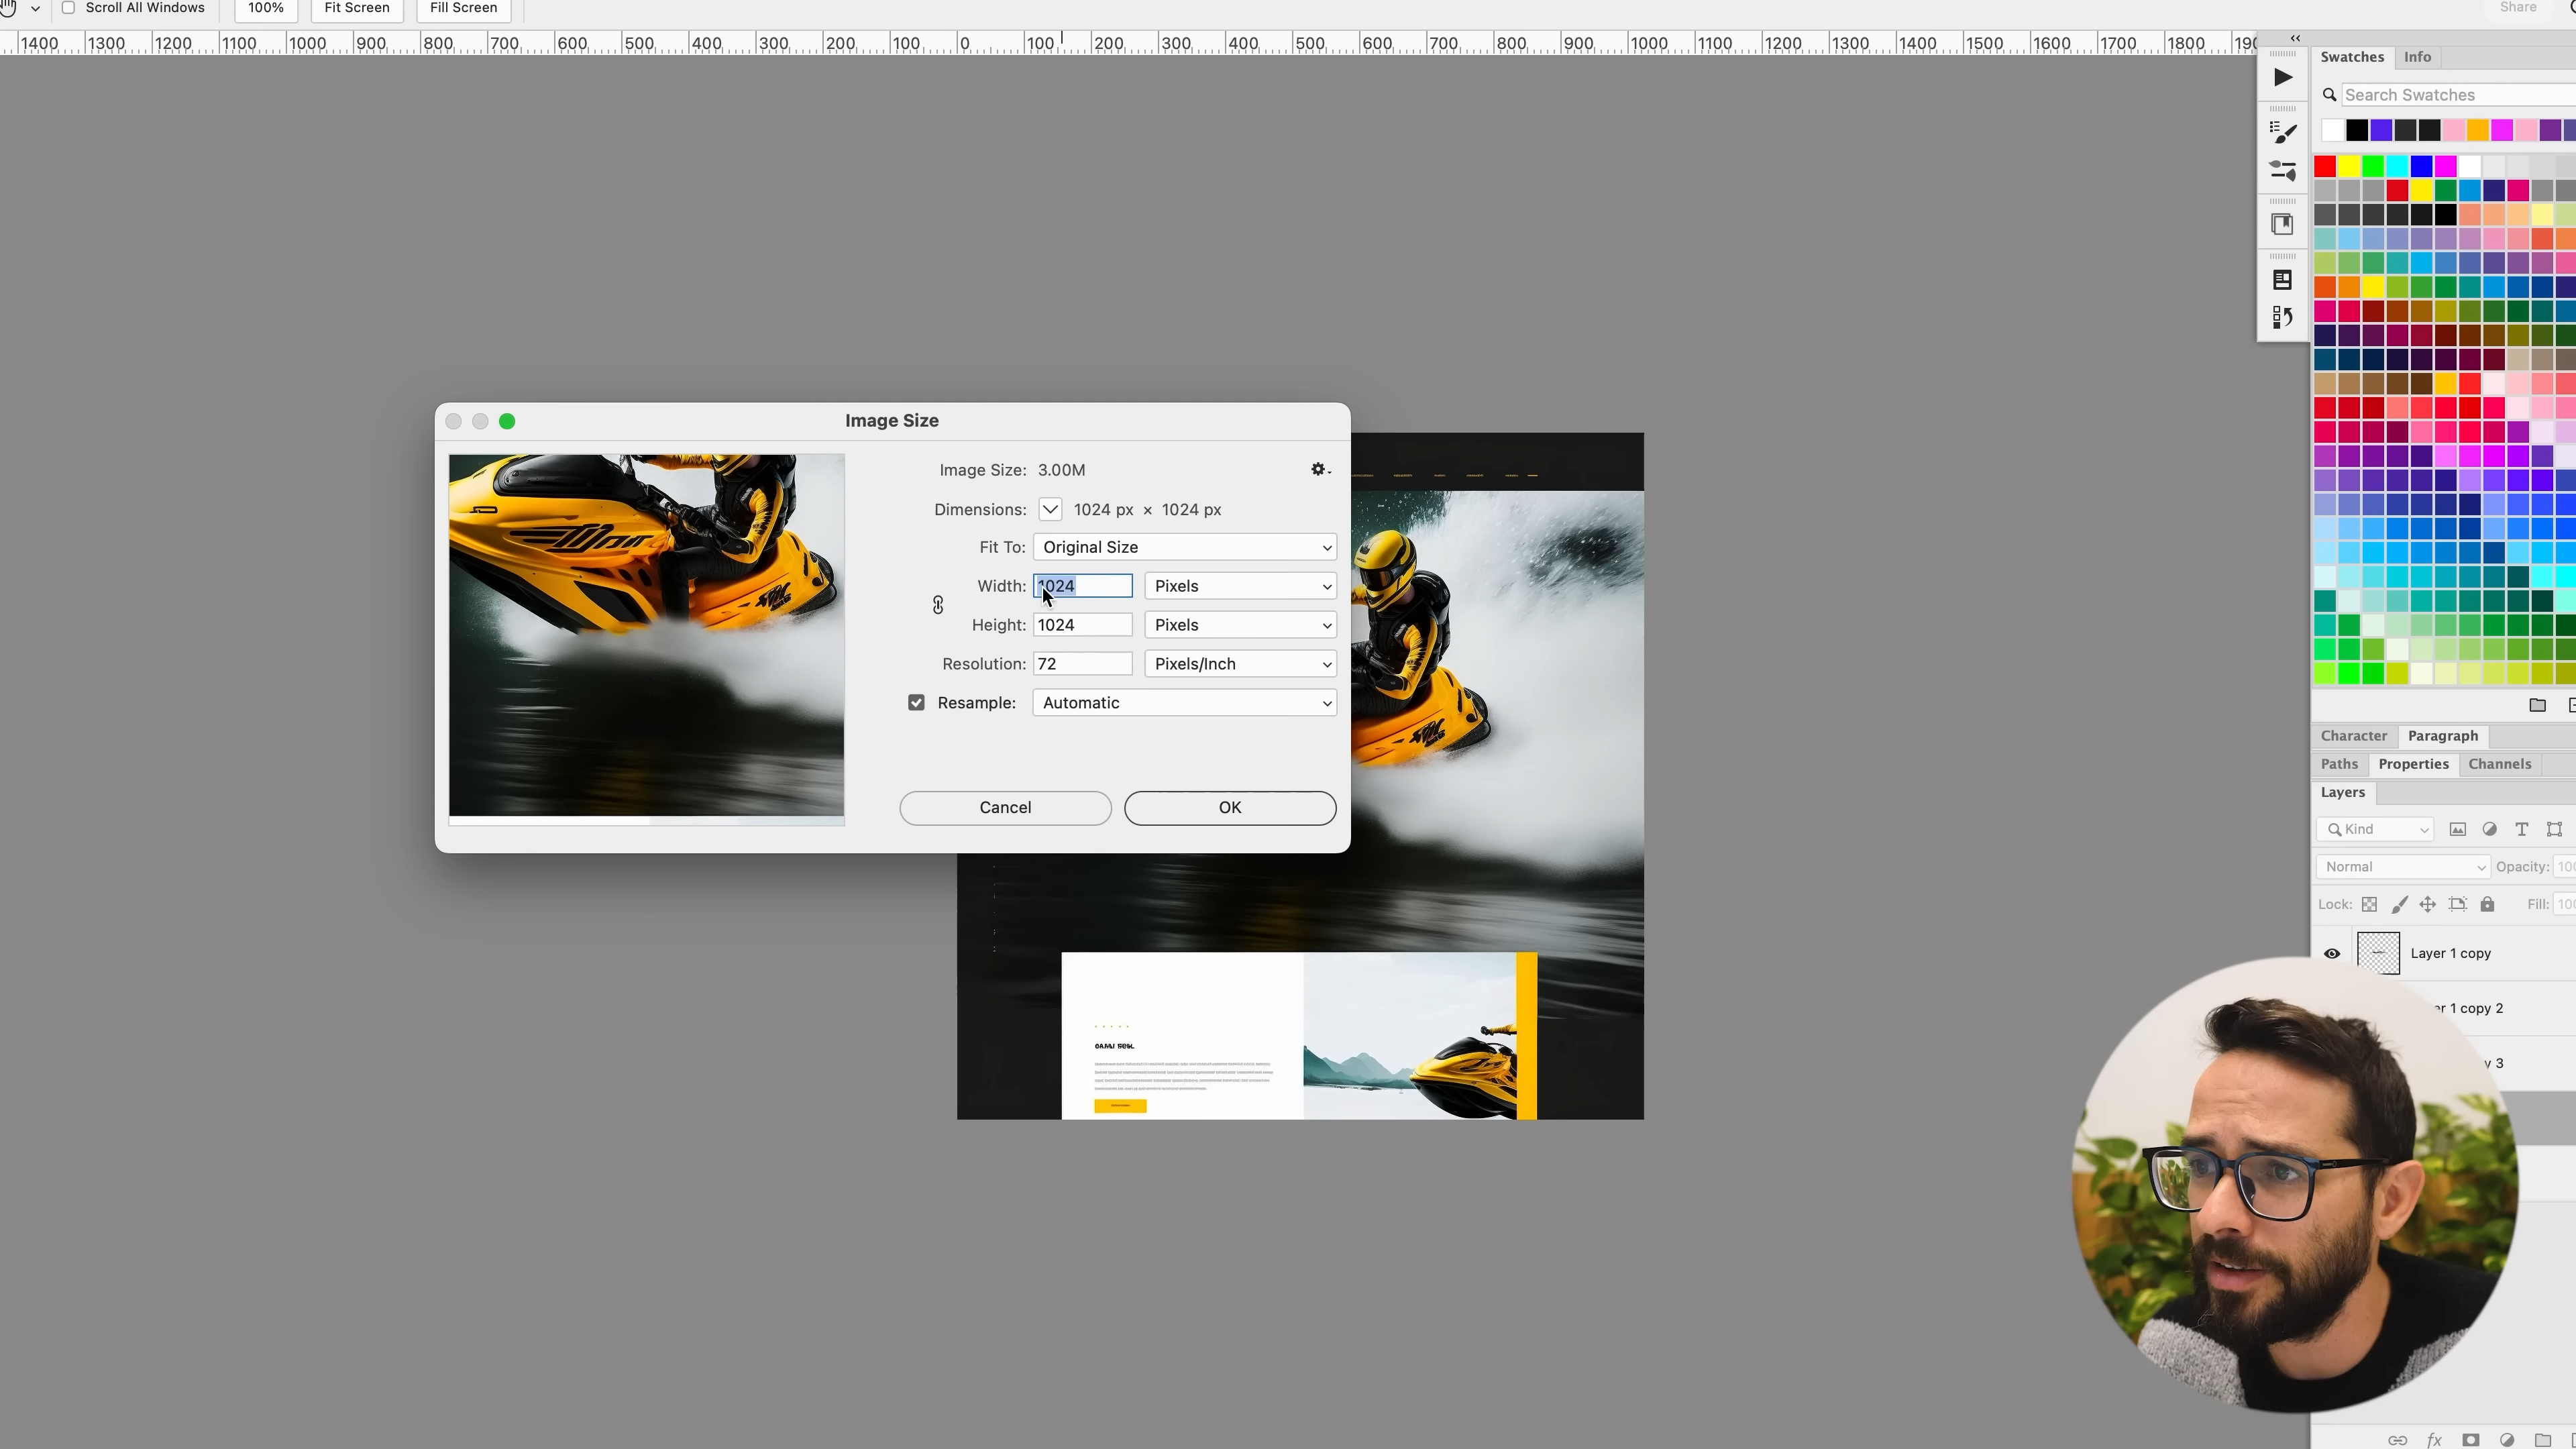 Scroll All Windows 100% Fit Screen Fill Screen Share
1400 1300 1200 1100 1000 900 800 700 600 500 400 300 200 100 0 100 200 300 400 500 600 700 800 900 1000 1100 1200 1300 1400 1500 1600 1700 1800
Swatches Info
Search Swatches
Image Size
Image Size: 3.00M
Dimensions: 1024 px × 1024 px
Fit To: Original Size
Width: 1024 Pixels
Height: 1024 Pixels
Resolution: 72 Pixels/Inch
Resample: Automatic
Cancel OK
Character Paragraph
Paths Properties Channels
Layers
Kind
Normal Opacity:
Lock: Fill:
Layer 1 copy
1 copy 2
3
fx